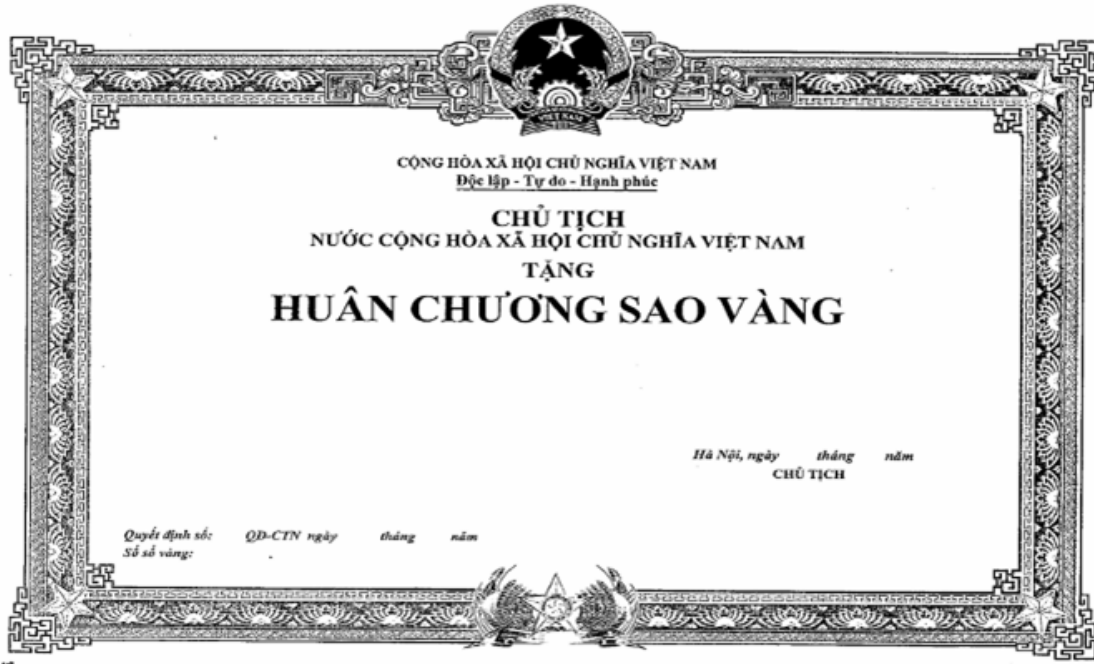 VIỆT NAM
CỘNG HÒA XÃ HỘI CHỦ NGHĨA VIỆT NAM
Độc lập - Tự do - Hạnh phúc
CHỦ TỊCH
NƯỚC CỘNG HÒA XÃ HỘI CHỦ NGHĨA VIỆT NAM
TẶNG
HUÂN CHƯƠNG SAO VÀNG
Hà Nội, ngày tháng năm
CHỦ TỊCH
Quyết định số: QĐ-CTN ngày tháng năm
Số sổ vàng: